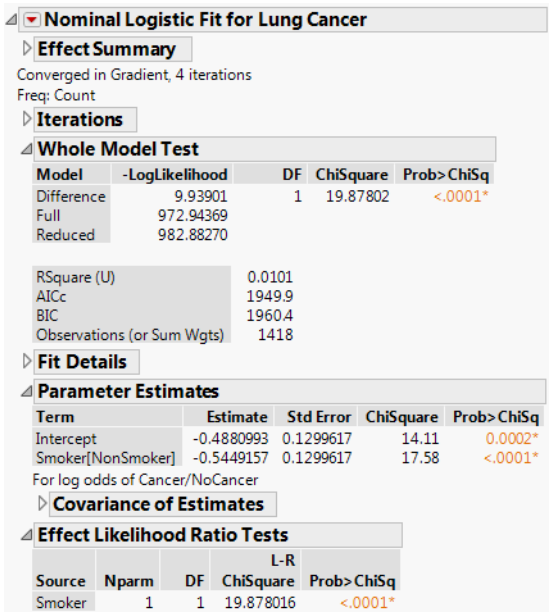 Nominal Logistic Fit for Lung Cancer
Effect Summary
Converged in Gradient, 4 iterations
Freq: Count
Iterations
Whole Model Test
Model -LogLikelihood DF ChiSquare Prob>ChiSq
Difference 9.93901 1 19.87802 <.0001*
Full 972.94369
Reduced 982.88270
RSquare (U) 0.0101
AICc 1949.9
BIC 1960.4
Observations (or Sum Wgts) 1418
Fit Details
Parameter Estimates
Term Estimate Std Error ChiSquare Prob>ChiSq
Intercept -0.4880993 0.1299617 14.11 0.0002*
Smoker[NonSmoker] -0.5449157 0.1299617 17.58 <.0001*
For log odds of Cancer/NoCancer
Covariance of Estimates
Effect Likelihood Ratio Tests
L-R
Source Nparm DF ChiSquare Prob>ChiSq
Smoker 1 1 19.878016 <.0001*